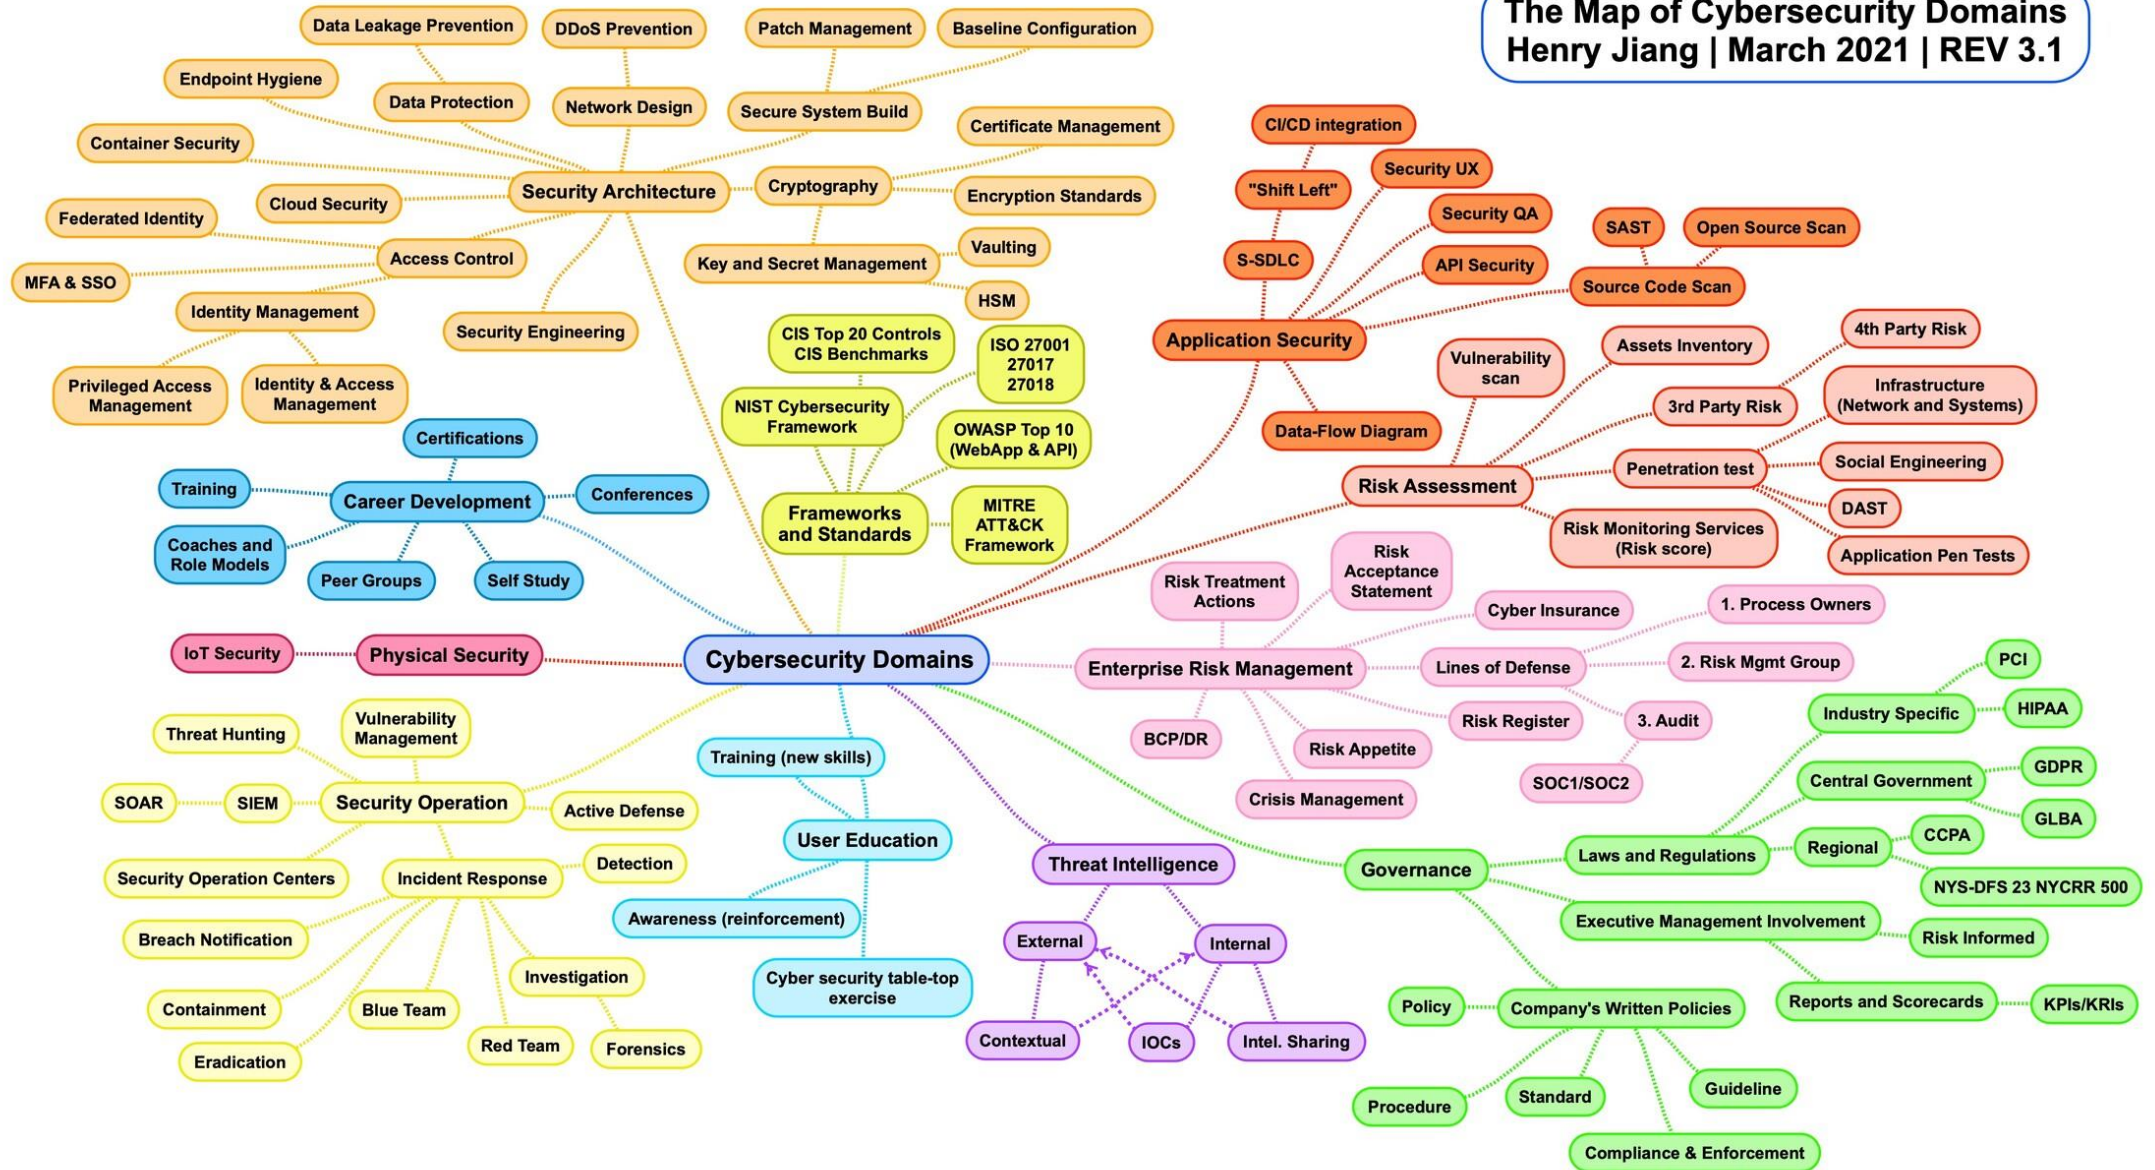 The Map of Cybersecurity Domains
Henry Jiang | March 2021 | REV 3.1
Data Leakage Prevention
DDoS Prevention
Patch Management
Baseline Configuration
Endpoint Hygiene
Data Protection
Network Design
Secure System Build
Container Security
Certificate Management
Security Architecture
Cryptography
Encryption Standards
Cloud Security
Federated Identity
Access Control
Key and Secret Management
Vaulting
HSM
MFA & SSO
Identity Management
Security Engineering
Privileged Access
Management
Identity & Access
Management
CIS Top 20 Controls
CIS Benchmarks
ISO 27001
27017
27018
NIST Cybersecurity
Framework
OWASP Top 10
(WebApp & API)
Frameworks
and Standards
MITRE
ATT&CK
Framework
CI/CD integration
"Shift Left"
S-SDLC
Security UX
Security QA
API Security
SAST
Open Source Scan
Source Code Scan
Application Security
Data-Flow Diagram
Vulnerability
scan
Assets Inventory
4th Party Risk
3rd Party Risk
Infrastructure
(Network and Systems)
Risk Assessment
Penetration test
Social Engineering
DAST
Application Pen Tests
Risk Monitoring Services
(Risk score)
Certifications
Training
Career Development
Conferences
Coaches and
Role Models
Peer Groups
Self Study
IoT Security
Physical Security
Cybersecurity Domains
Risk Treatment
Actions
Risk
Acceptance
Statement
Cyber Insurance
1. Process Owners
Enterprise Risk Management
Lines of Defense
2. Risk Mgmt Group
Risk Register
3. Audit
SOC1/SOC2
BCP/DR
Risk Appetite
Crisis Management
Threat Hunting
Vulnerability
Management
SOAR
SIEM
Security Operation
Active Defense
Security Operation Centers
Incident Response
Detection
Breach Notification
Containment
Eradication
Blue Team
Red Team
Investigation
Forensics
Training (new skills)
User Education
Awareness (reinforcement)
Cyber security table-top
exercise
Threat Intelligence
External
Internal
Contextual
IOCs
Intel. Sharing
Governance
Laws and Regulations
Industry Specific
PCI
HIPAA
Central Government
GDPR
GLBA
Regional
CCPA
NYS-DFS 23 NYCRR 500
Executive Management Involvement
Risk Informed
Reports and Scorecards
KPIs/KRIs
Policy
Company's Written Policies
Procedure
Standard
Guideline
Compliance & Enforcement